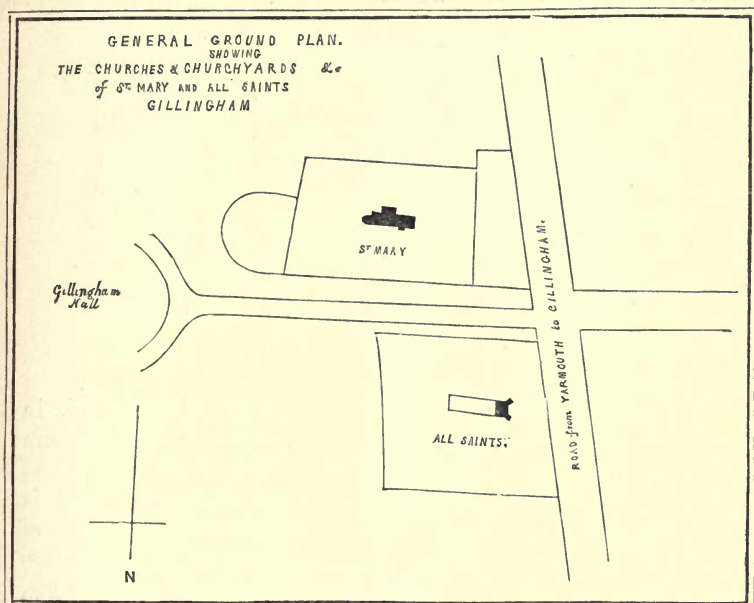 GENERAL GROUND PLAN.
SHOWING
THE CHURCHES & CHURCHYARDS &c
of ST. MARY AND ALL SAINTS
GILLINGHAM
ST MARY
Gillingham
Hall
ROAD from YARMOUTH to GILLINGHAM.
ALL SAINTS.
N